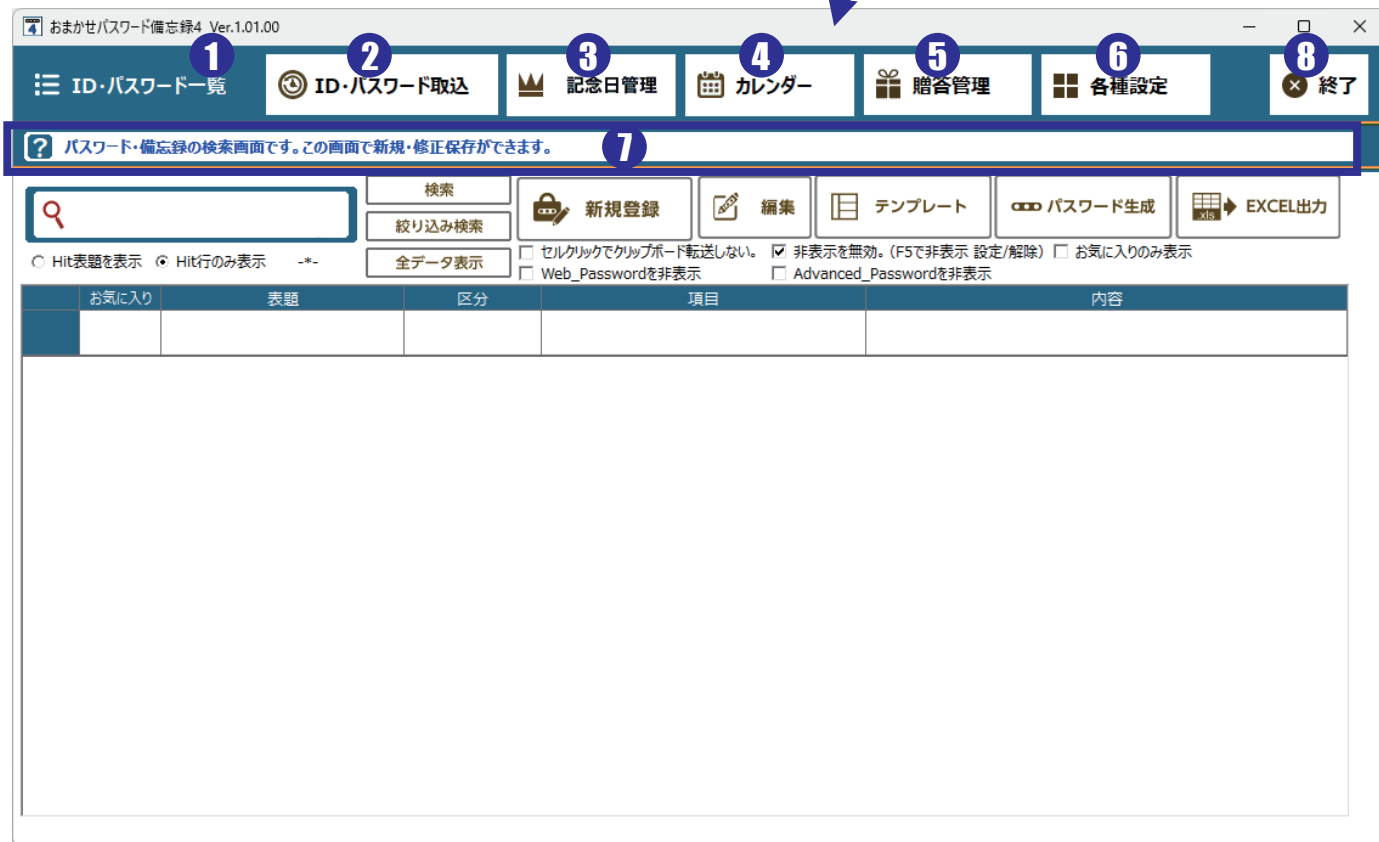 おまかせパスワード備忘録4 Ver.1.01.00
1 2 3 4 5 6 8
ID・パスワード一覧 ID・パスワード取込 記念日管理 カレンダー 贈答管理 各種設定 終了
? パスワード・備忘録の検索画面です。この画面で新規・修正保存ができます。 7
検索
絞り込み検索
全データ表示
新規登録 編集 テンプレート パスワード生成 xls EXCEL出力
Hit表題を表示 Hit行のみ表示 -*-
セルクリックでクリップボード転送しない。 非表示を無効。(F5で非表示 設定/解除) お気に入りのみ表示
Web_Passwordを非表示 Advanced_Passwordを非表示
お気に入り 表題 区分 項目 内容